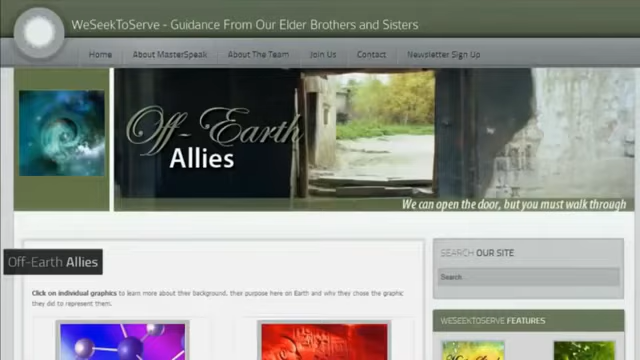 WeSeekToServe - Guidance From Our Elder Brothers and Sisters
Home About MasterSpeak About The Team Join Us Contact Newsletter Sign Up
Off-Earth
Allies
We can open the door, but you must walk through
SEARCH OUR SITE
Off-Earth Allies
Search
Click on individual graphics to learn more about their background, their purpose here on Earth and why they chose the graphic
they did to represent them.
WESEEKTOSERVE FEATURES